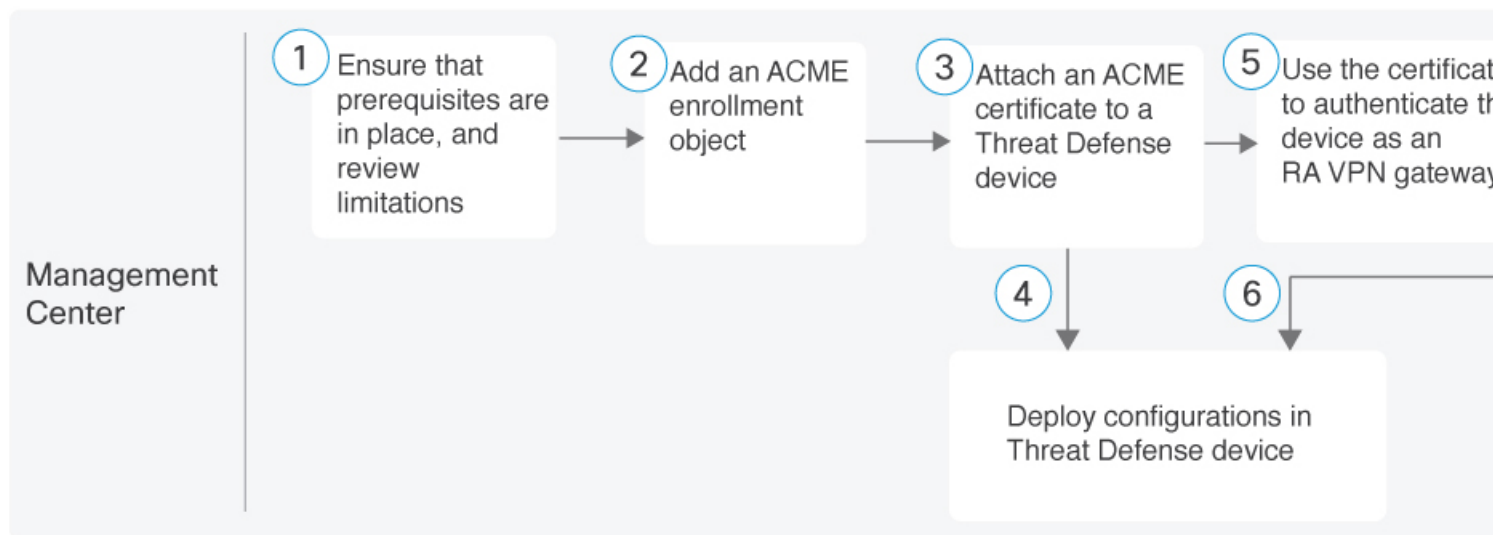 1
Ensure that
prerequisites are
in place, and
review
limitations
2
Add an ACME
enrollment
object
3
Attach an ACME
certificate to a
Threat Defense
device
5
Use the certificat
to authenticate th
device as an
RA VPN gateway
Management
Center
4
6
Deploy configurations in
Threat Defense device